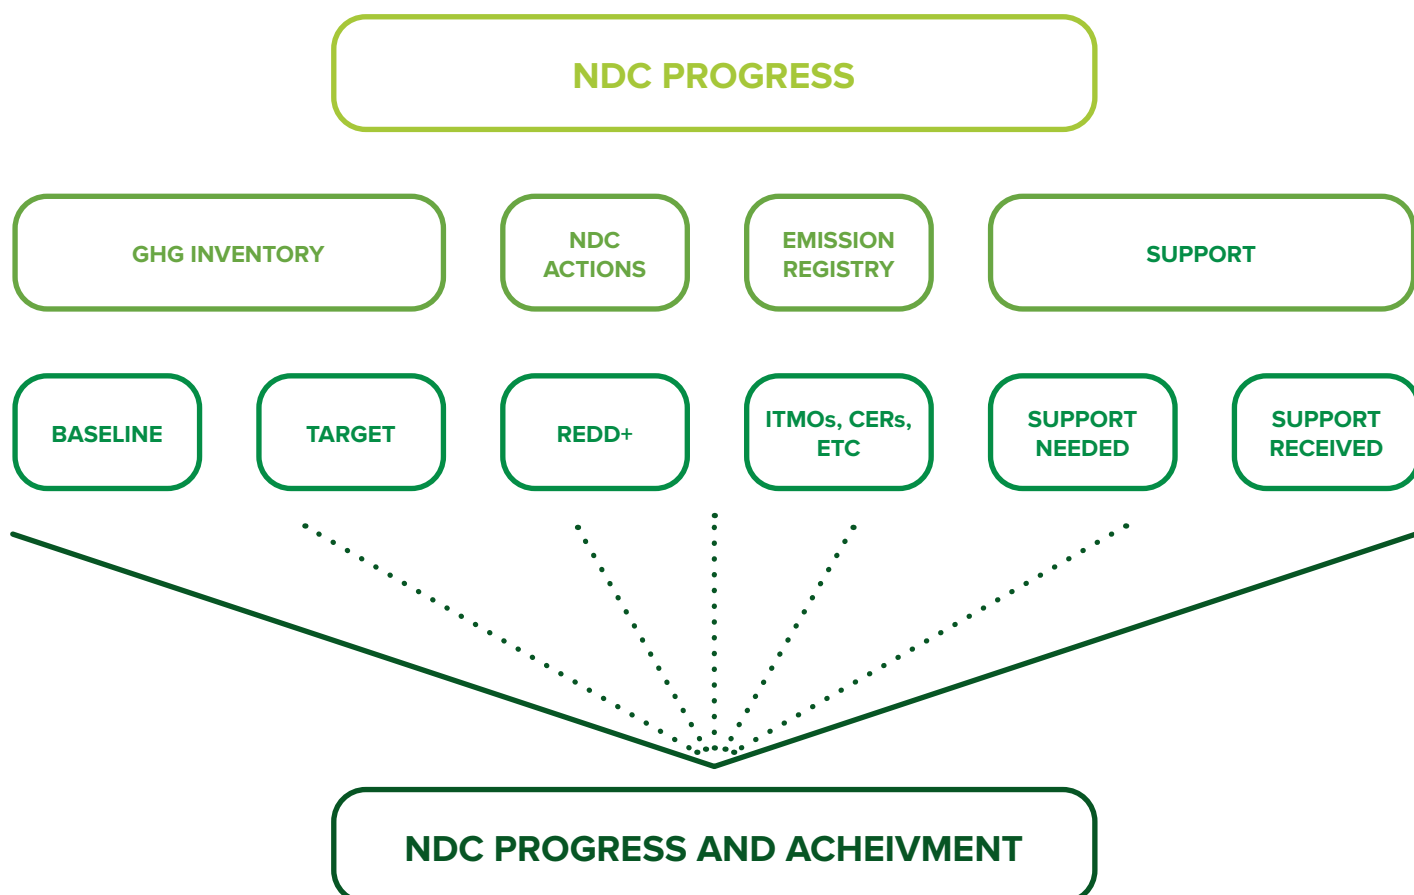 NDC PROGRESS
GHG INVENTORY
NDC
ACTIONS
EMISSION
REGISTRY
SUPPORT
BASELINE
TARGET
REDD+
ITMOs, CERs,
ETC
SUPPORT
NEEDED
SUPPORT
RECEIVED
NDC PROGRESS AND ACHEIVMENT